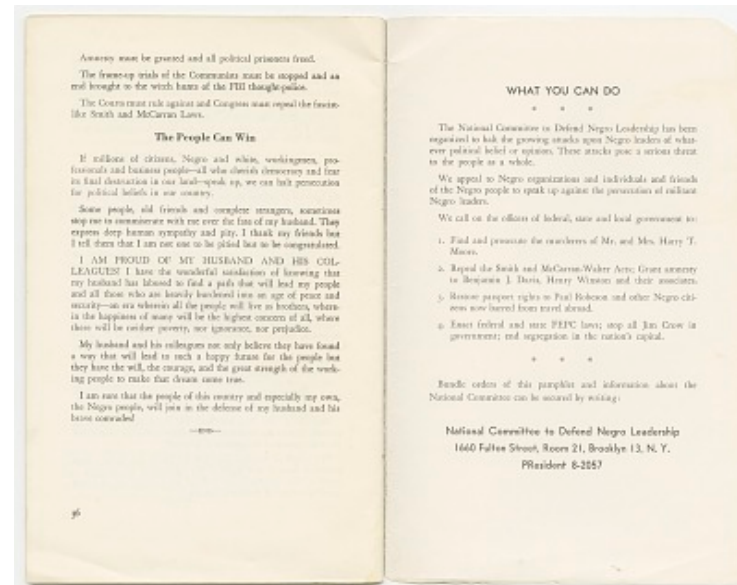 Amnesty must be granted and all political prisoners freed.
The frame-up trials of the Communists must be stopped and an
end brought to the witch hunts of the FBI thought-police.
The Courts must rule against and Congress must repeal the fascist-
like Smith and McCarran Laws.
The People Can Win
If millions of citizens, Negro and white, workingmen, pro-
fessionals and business people—all who cherish democracy and fear
its final destruction in our land—speak up, we can halt persecution
for political beliefs in our country.
Some people, old friends and complete strangers, sometimes
stop me to commiserate with me over the fate of my husband. They
express deep human sympathy and pity. I thank my friends but
I tell them that I am not one to be pitied but to be congratulated.
I AM PROUD OF MY HUSBAND AND HIS COL-
LEAGUES! I have the wonderful satisfaction of knowing that
my husband has labored to find a path that will lead my people
and all those who are heavily burdened into an age of peace and
security—an era wherein all the people will live as brothers, where-
in the happiness of many will be the highest concern of all, where
there will be neither poverty, nor ignorance, nor prejudice.
My husband and his colleagues not only believe they have found
a way that will lead to such a happy future for the people but
they have the will, the courage, and the great strength of the work-
ing people to make that dream come true.
I am sure that the people of this country and especially my own,
the Negro people, will join in the defense of my husband and his
brave comrades!
—END—
36
WHAT YOU CAN DO
* * *
The National Committee to Defend Negro Leadership has been
organized to halt the growing attacks upon Negro leaders of what-
ever political belief or opinion. These attacks pose a serious threat
to the people as a whole.
We appeal to Negro organizations and individuals and friends
of the Negro people to speak up against the persecution of militant
Negro leaders.
We call on the officers of federal, state and local government to:
1. Find and prosecute the murderers of Mr. and Mrs. Harry T.
Moore.
2. Repeal the Smith and McCarran-Walter Acts; Grant amnesty
to Benjamin J. Davis, Henry Winston and their associates.
3. Restore passport rights to Paul Robeson and other Negro citi-
zens now barred from travel abroad.
4. Enact federal and state FEPC laws; stop all Jim Crow in
government; end segregation in the nation's capital.
* * *
Bundle orders of this pamphlet and information about the
National Committee can be secured by writing:
National Committee to Defend Negro Leadership
1660 Fulton Street, Room 21, Brooklyn 13, N. Y.
PResident 8-2057